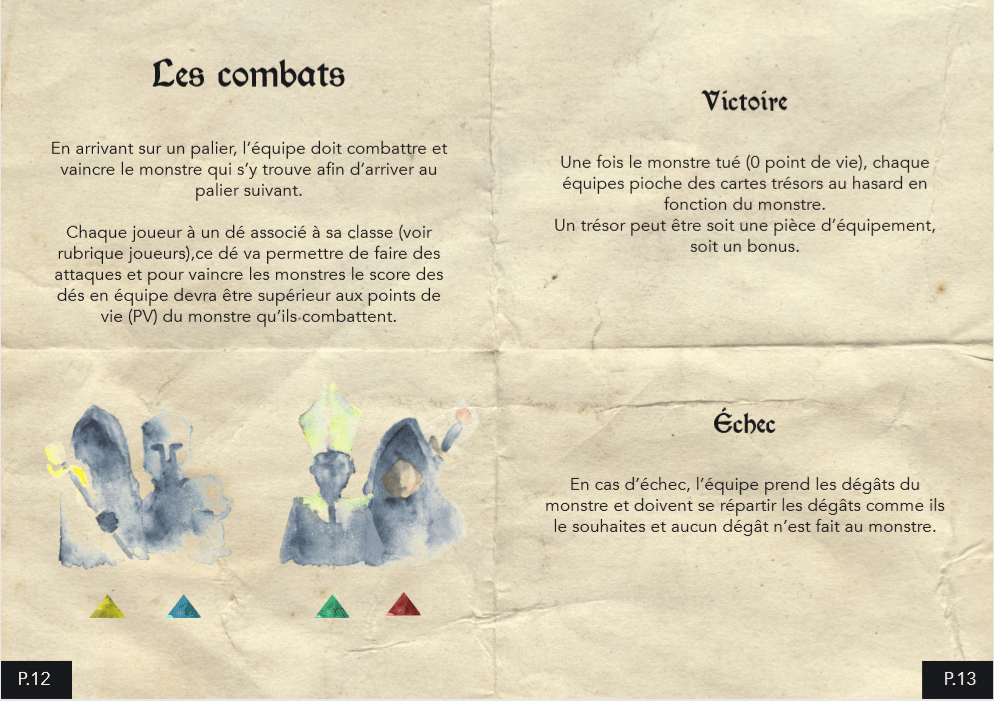 Les combats
En arrivant sur un palier, l'équipe doit combattre et
vaincre le monstre qui s'y trouve afin d'arriver au
palier suivant.
Chaque joueur à un dé associé à sa classe (voir
rubrique joueurs),ce dé va permettre de faire des
attaques et pour vaincre les monstres le score des
dés en équipe devra être supérieur aux points de
vie (PV) du monstre qu'ils combattent.
P.12
Victoire
Une fois le monstre tué (0 point de vie), chaque
équipes pioche des cartes trésors au hasard en
fonction du monstre.
Un trésor peut être soit une pièce d'équipement,
soit un bonus.
Échec
En cas d'échec, l'équipe prend les dégâts du
monstre et doivent se répartir les dégâts comme ils
le souhaites et aucun dégât n'est fait au monstre.
P.13